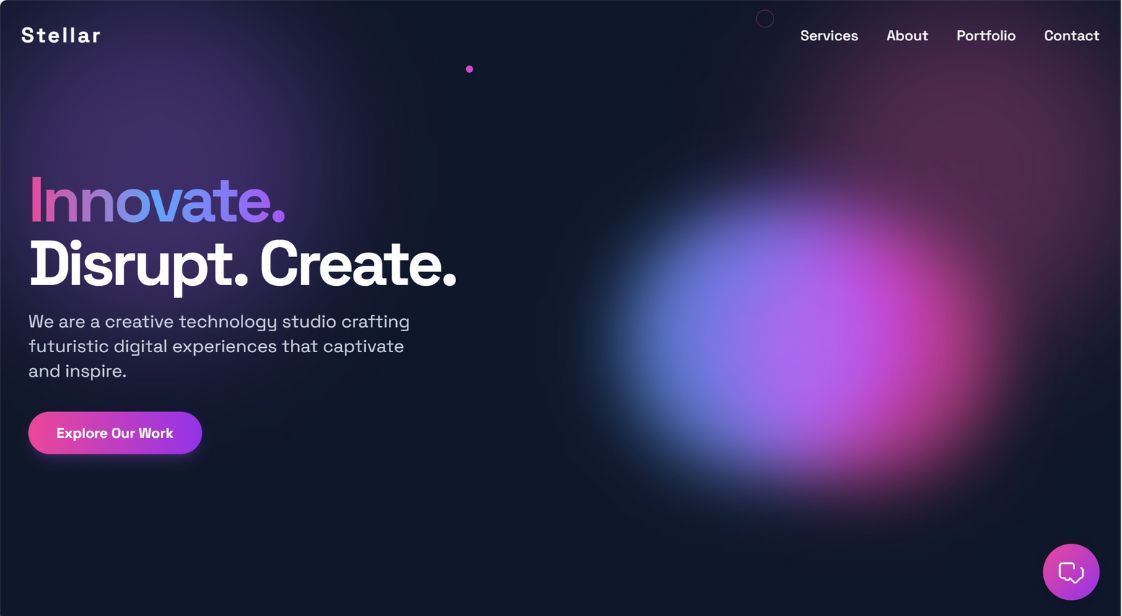 Stellar
Services About Portfolio Contact
Innovate.
Disrupt. Create.
We are a creative technology studio crafting
futuristic digital experiences that captivate
and inspire.
Explore Our Work